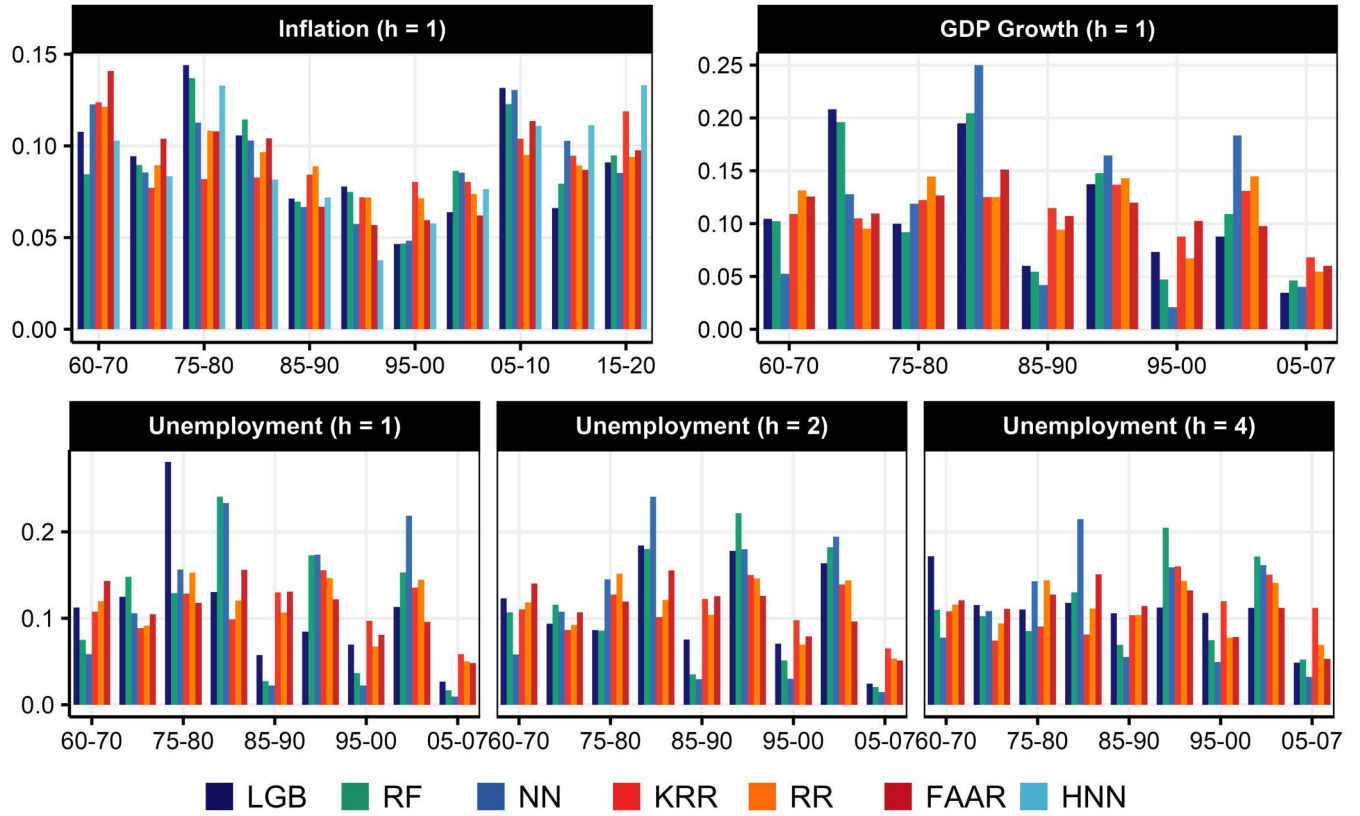 Inflation (h = 1)
GDP Growth (h = 1)
0.15
0.10
0.05
0.00
60-70 75-80 85-90 95-00 05-10 15-20
0.25
0.20
0.15
0.10
0.05
0.00
60-70 75-80 85-90 95-00 05-07
Unemployment (h = 1)
Unemployment (h = 2)
Unemployment (h = 4)
0.2
0.1
0.0
60-70 75-80 85-90 95-00 05-07
60-70 75-80 85-90 95-00 05-07
60-70 75-80 85-90 95-00 05-07
LGB RF NN KRR RR FAAR HNN